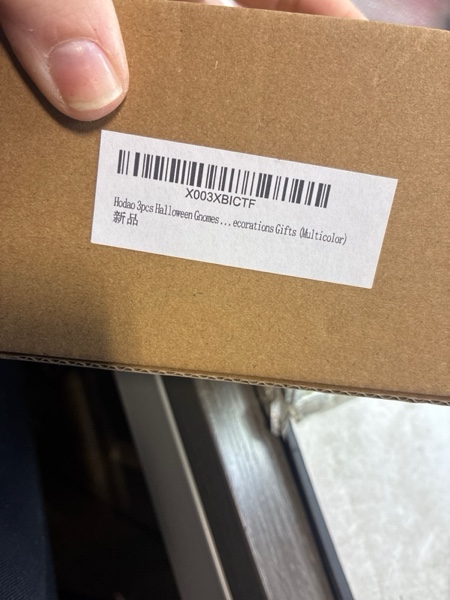 X003XBICTF
Hodao 3pcs Halloween Gnomes...ecorations Gifts (Multicolor)
新品